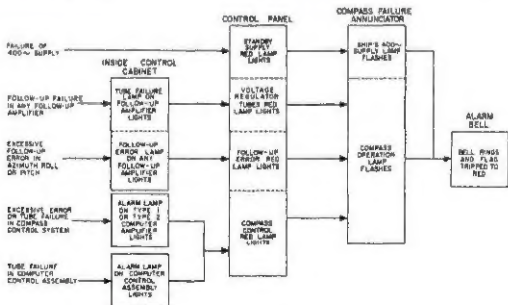 CONTROL PANEL
COMPASS FAILURE
ANNUNCIATOR
FAILURE OF
400~ SUPPLY
INSIDE CONTROL
CABINET
STANDBY
SUPPLY
RED LAMP
LIGHTS
SHIP'S 400~
SUPPLY LAMP
FLASHES
FOLLOW-UP FAILURE
IN ANY FOLLOW-UP
AMPLIFIER
TUBE FAILURE
LAMP ON
FOLLOW-UP
AMPLIFIER
LIGHTS
VOLTAGE
REGULATOR
TUBES RED
LAMP LIGHTS
ALARM
BELL
EXCESSIVE
FOLLOW-UP
ERROR IN
AZIMUTH ROLL
OR PITCH
FOLLOW-UP
ERROR LAMP
ON ANY
FOLLOW-UP
AMPLIFIER LIGHTS
FOLLOW-UP
ERROR RED
LAMP LIGHTS
COMPASS
OPERATION
LAMP
FLASHES
BELL RINGS
AND FLAG
TRIPPED TO
RED
EXCESSIVE ERROR
OR TUBE FAILURE
IN COMPASS
CONTROL SYSTEM
ALARM LAMP
ON TYPE 1
OR TYPE 2
COMPUTER
AMPLIFIER
LIGHTS
COMPASS
CONTROL
RED LAMP
LIGHTS
TUBE FAILURE
IN COMPUTER
CONTROL ASSEMBLY
ALARM LAMP
ON COMPUTER
CONTROL
ASSEMBLY
LIGHTS